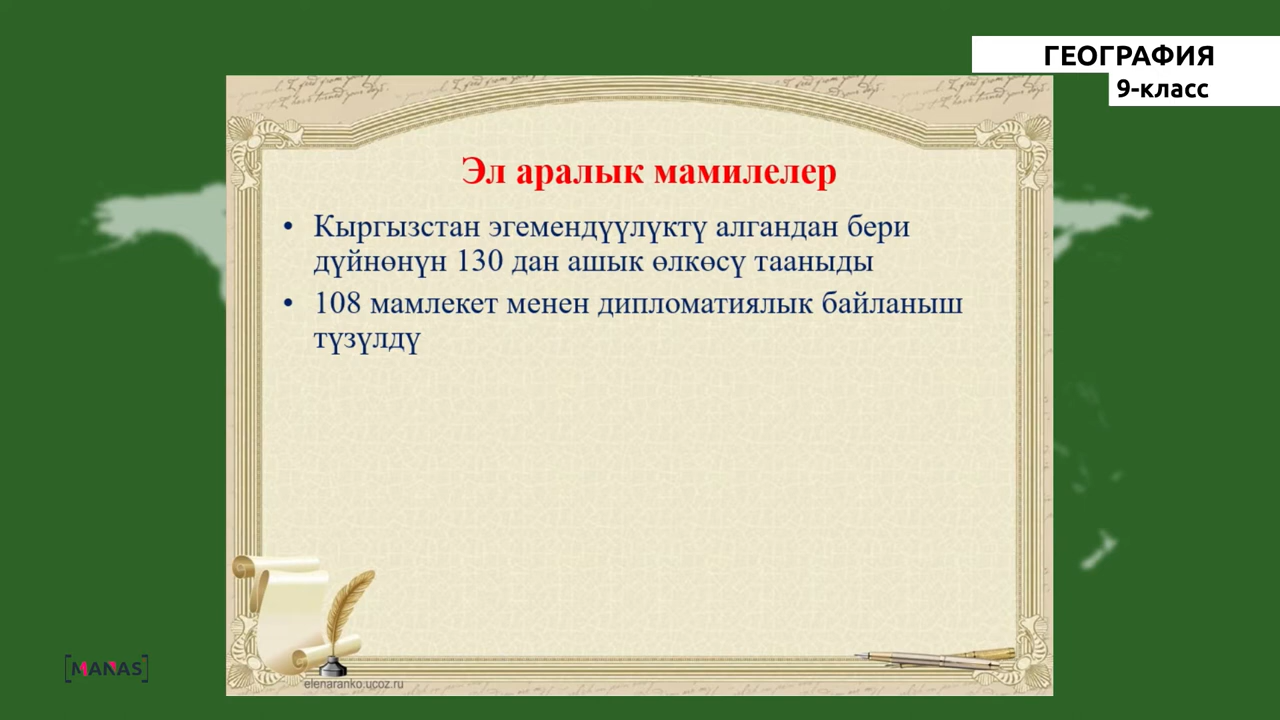 ГЕОГРАФИЯ
9-класс
Эл аралык мамилелер
• Кыргызстан эгемендүүлүктү алгандан бери
дүйнөнүн 130 дан ашык өлкөсү тааныды
• 108 мамлекет менен дипломатиялык байланыш
түзүлдү
[MANAS]
elenaranko.ucoz.ru